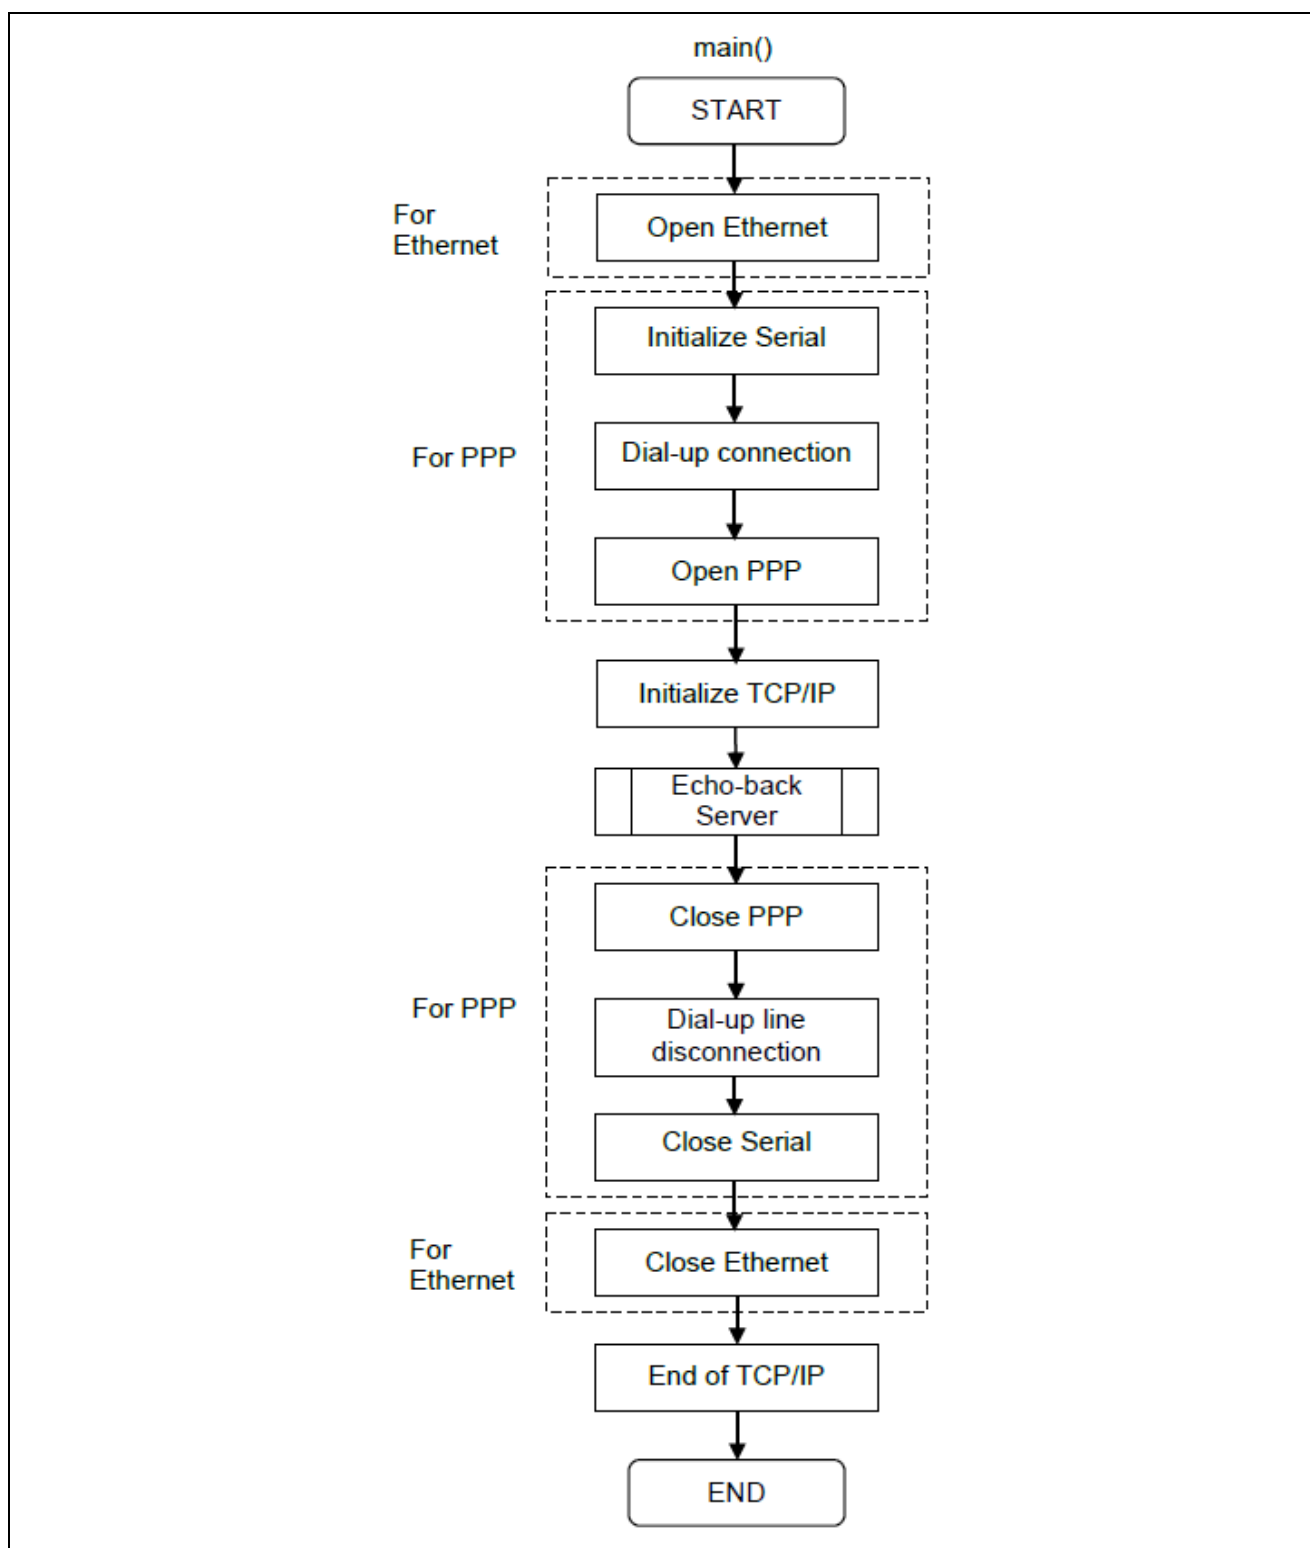 main()
START
For
Ethernet
Open Ethernet
Initialize Serial
For PPP
Dial-up connection
Open PPP
Initialize TCP/IP
Echo-back
Server
Close PPP
For PPP
Dial-up line
disconnection
Close Serial
For
Ethernet
Close Ethernet
End of TCP/IP
END